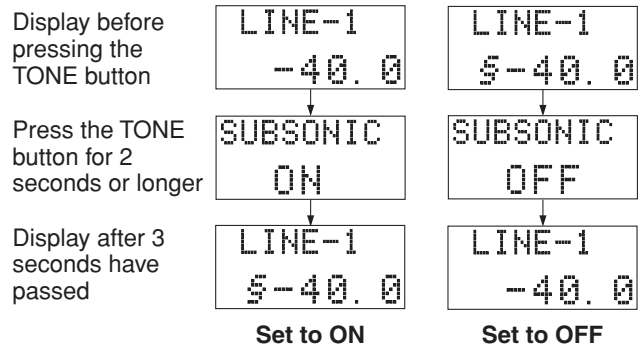 Display before
pressing the
TONE button
LINE-1
-40. 0
LINE-1
§-40. 0
Press the TONE
button for 2
seconds or longer
SUBSONIC
ON
SUBSONIC
OFF
Display after 3
seconds have
passed
LINE-1
§-40. 0
LINE-1
-40. 0
Set to ON
Set to OFF